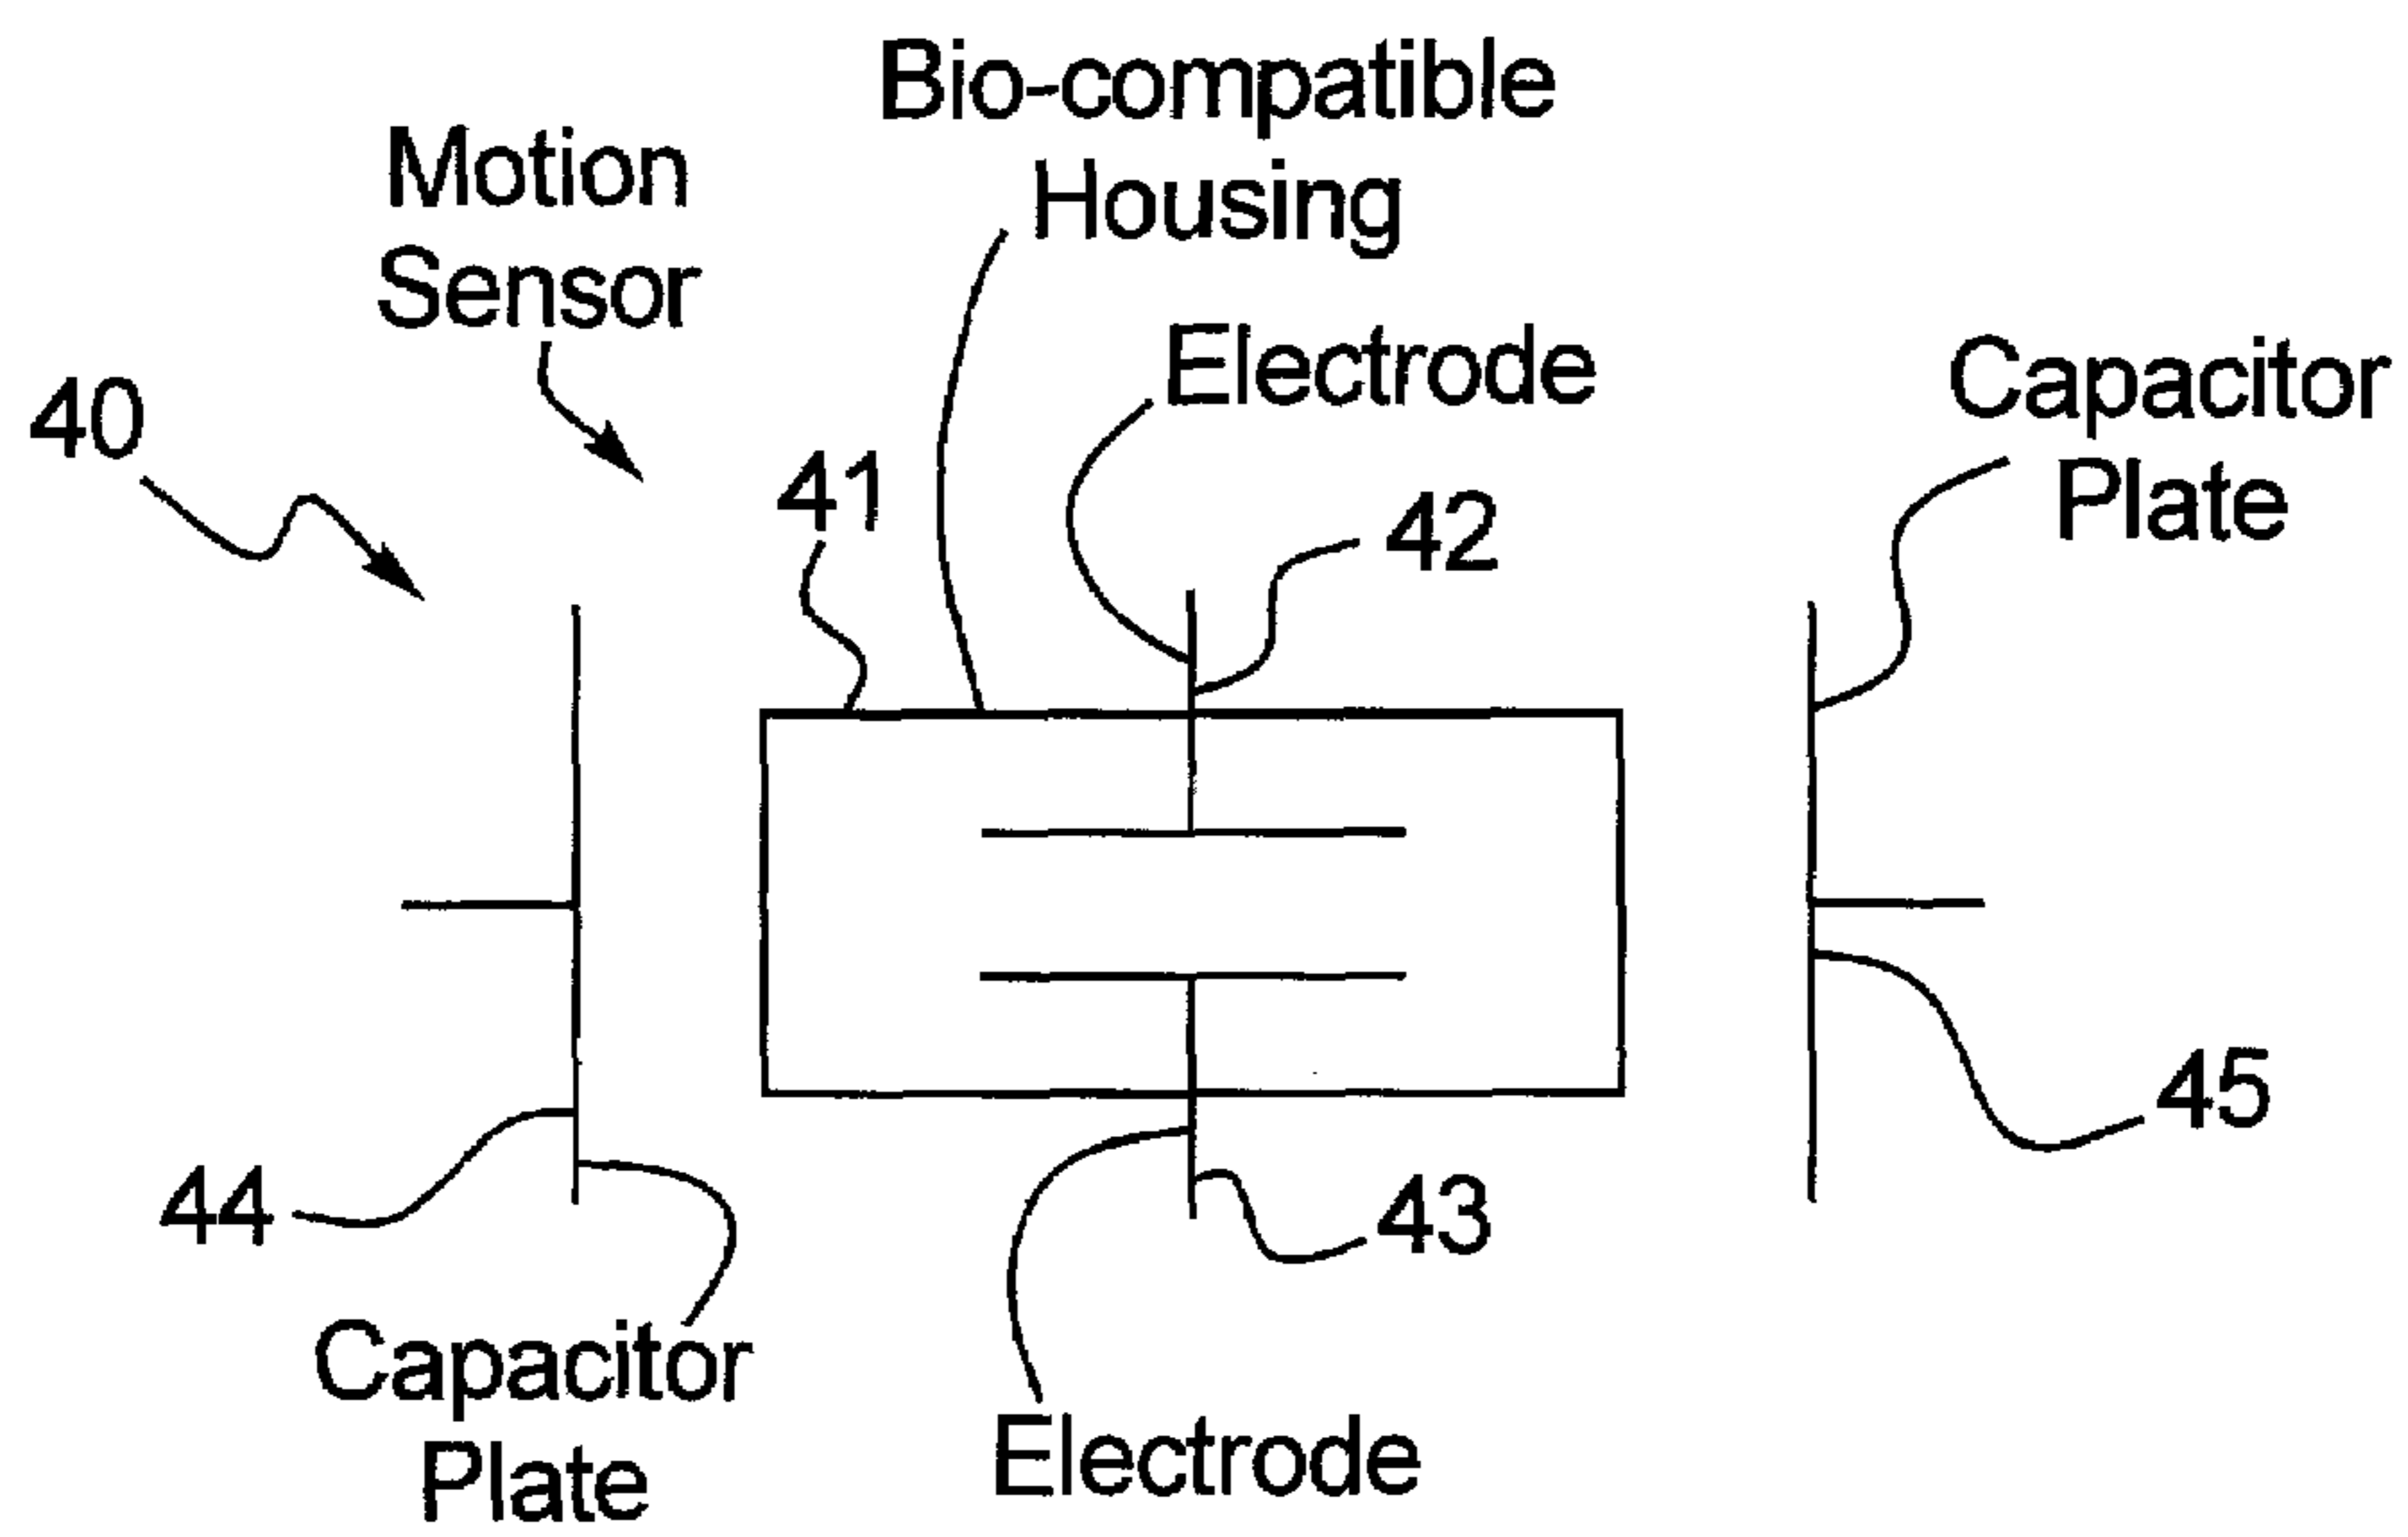 Bio-compatible
Housing
Motion
Sensor
Electrode
Capacitor
Plate
40
41
42
45
44
43
Capacitor
Plate
Electrode